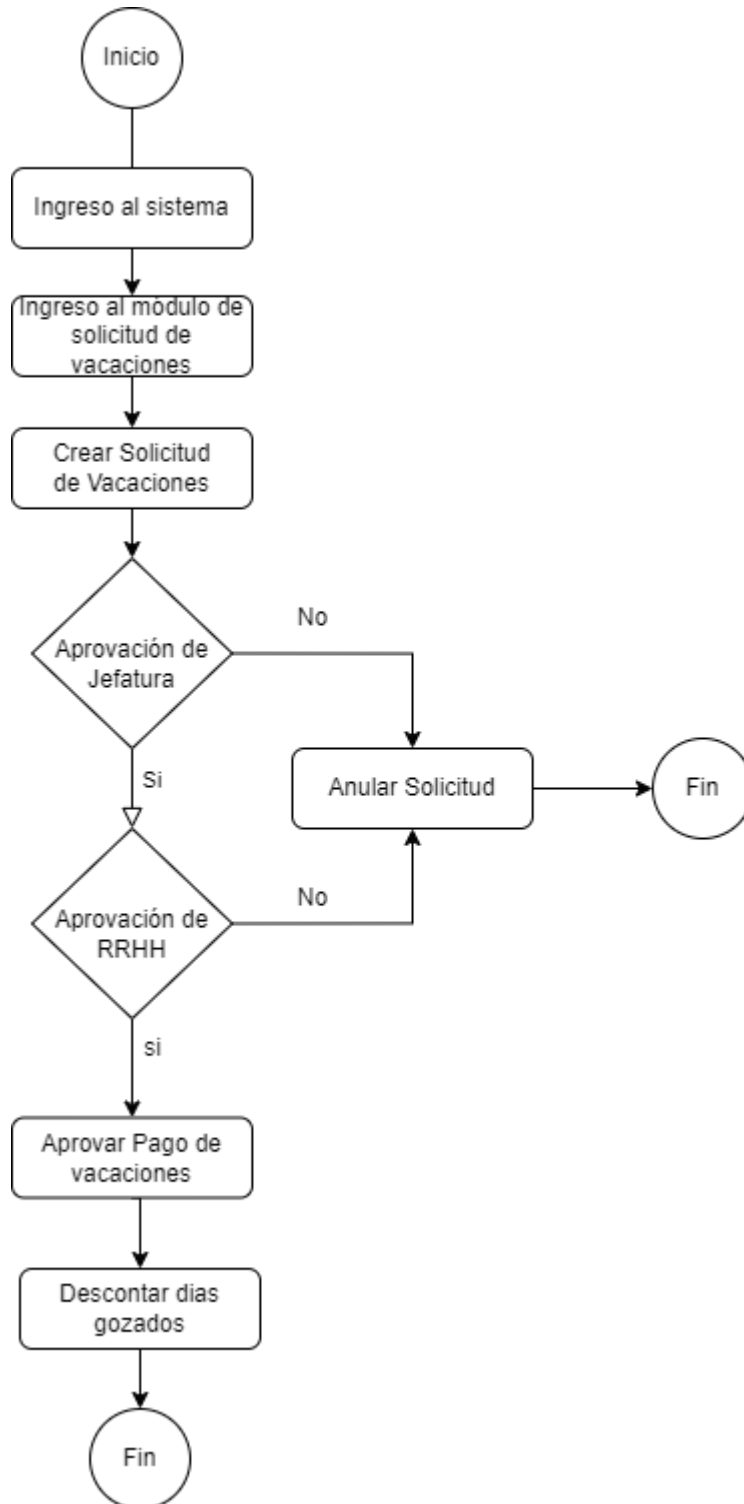 Inicio
Ingreso al sistema
Ingreso al módulo de
solicitud de
vacaciones
Crear Solicitud
de Vacaciones
Aprovación de
Jefatura
No
Si
Anular Solicitud
Fin
Aprovación de
RRHH
No
si
Aprovar Pago de
vacaciones
Descontar dias
gozados
Fin